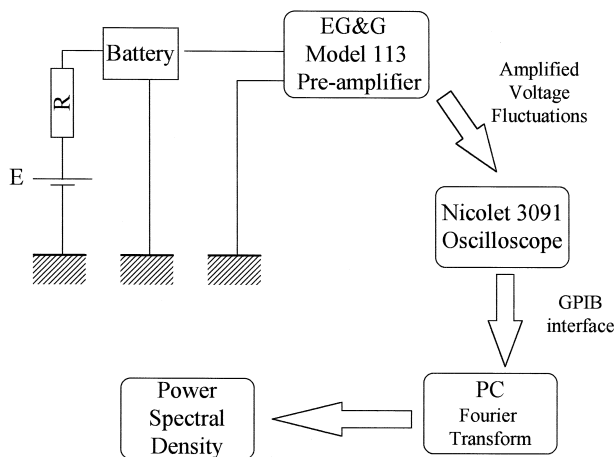 Battery
R
E
EG&G
Model 113
Pre-amplifier
Amplified
Voltage
Fluctuations
Nicolet 3091
Oscilloscope
GPIB
interface
PC
Fourier
Transform
Power
Spectral
Density